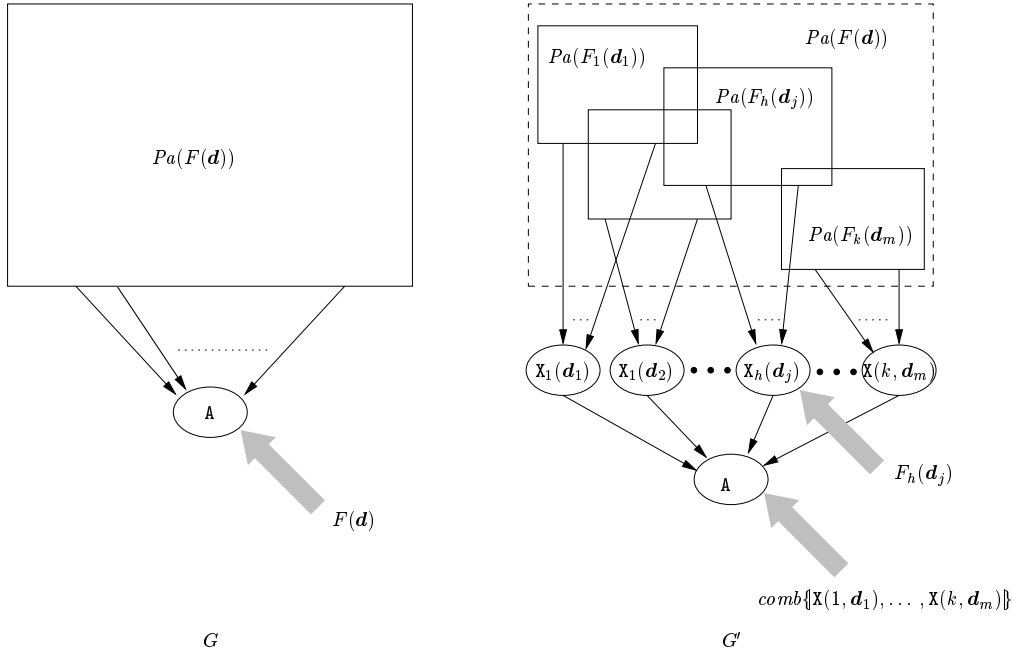 Pa(F(d))
A
F(d)
G
Pa(F(d))
Pa(F₁(d₁))
Pa(Fₕ(dⱼ))
Pa(Fₖ(dₘ))
X₁(d₁) X₁(d₂) ••• Xₕ(dⱼ) ••• X(k, dₘ)
Fₕ(dⱼ)
A
comb{|X(1, d₁), ... , X(k, dₘ)|}
G′